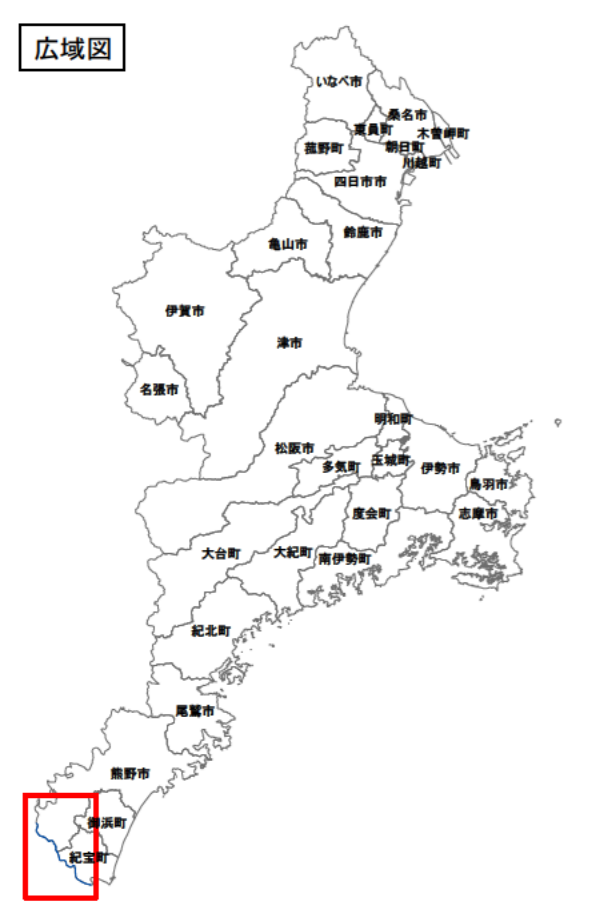 広域図
いなべ市
桑名市
東員町
木曽岬町
朝日町
菰野町
川越町
四日市市
鈴鹿市
亀山市
伊賀市
津市
名張市
明和町
松阪市
多気町
玉城町
伊勢市
鳥羽市
度会町
志摩市
大台町
大紀町
南伊勢町
紀北町
尾鷲市
熊野市
御浜町
紀宝町